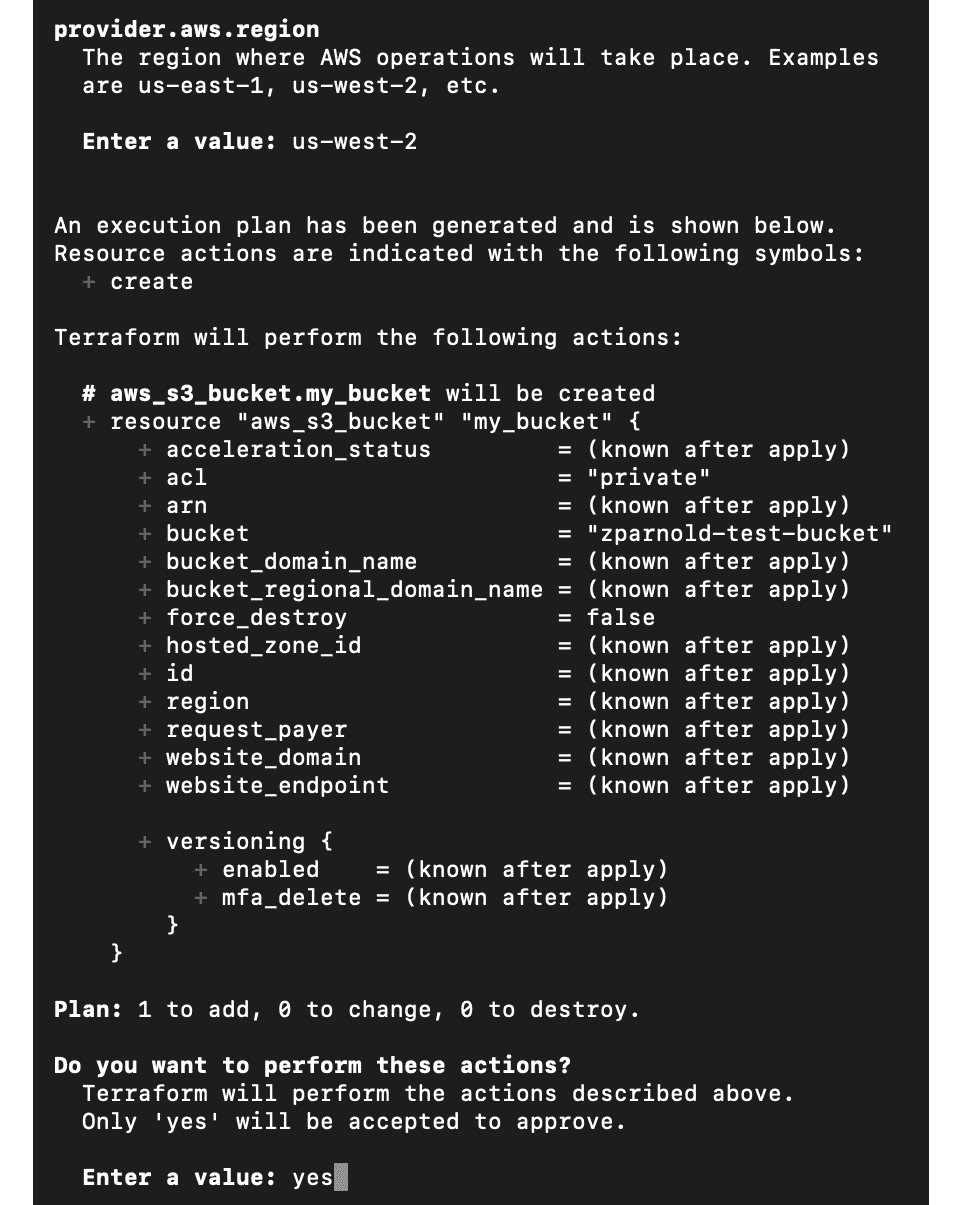 provider.aws.region
  The region where AWS operations will take place. Examples
  are us-east-1, us-west-2, etc.

  Enter a value: us-west-2


An execution plan has been generated and is shown below.
Resource actions are indicated with the following symbols:
  + create

Terraform will perform the following actions:

  # aws_s3_bucket.my_bucket will be created
  + resource "aws_s3_bucket" "my_bucket" {
      + acceleration_status         = (known after apply)
      + acl                         = "private"
      + arn                         = (known after apply)
      + bucket                      = "zparnold-test-bucket"
      + bucket_domain_name          = (known after apply)
      + bucket_regional_domain_name = (known after apply)
      + force_destroy               = false
      + hosted_zone_id              = (known after apply)
      + id                          = (known after apply)
      + region                      = (known after apply)
      + request_payer               = (known after apply)
      + website_domain              = (known after apply)
      + website_endpoint            = (known after apply)

      + versioning {
          + enabled    = (known after apply)
          + mfa_delete = (known after apply)
        }
    }

Plan: 1 to add, 0 to change, 0 to destroy.

Do you want to perform these actions?
  Terraform will perform the actions described above.
  Only 'yes' will be accepted to approve.

  Enter a value: yes